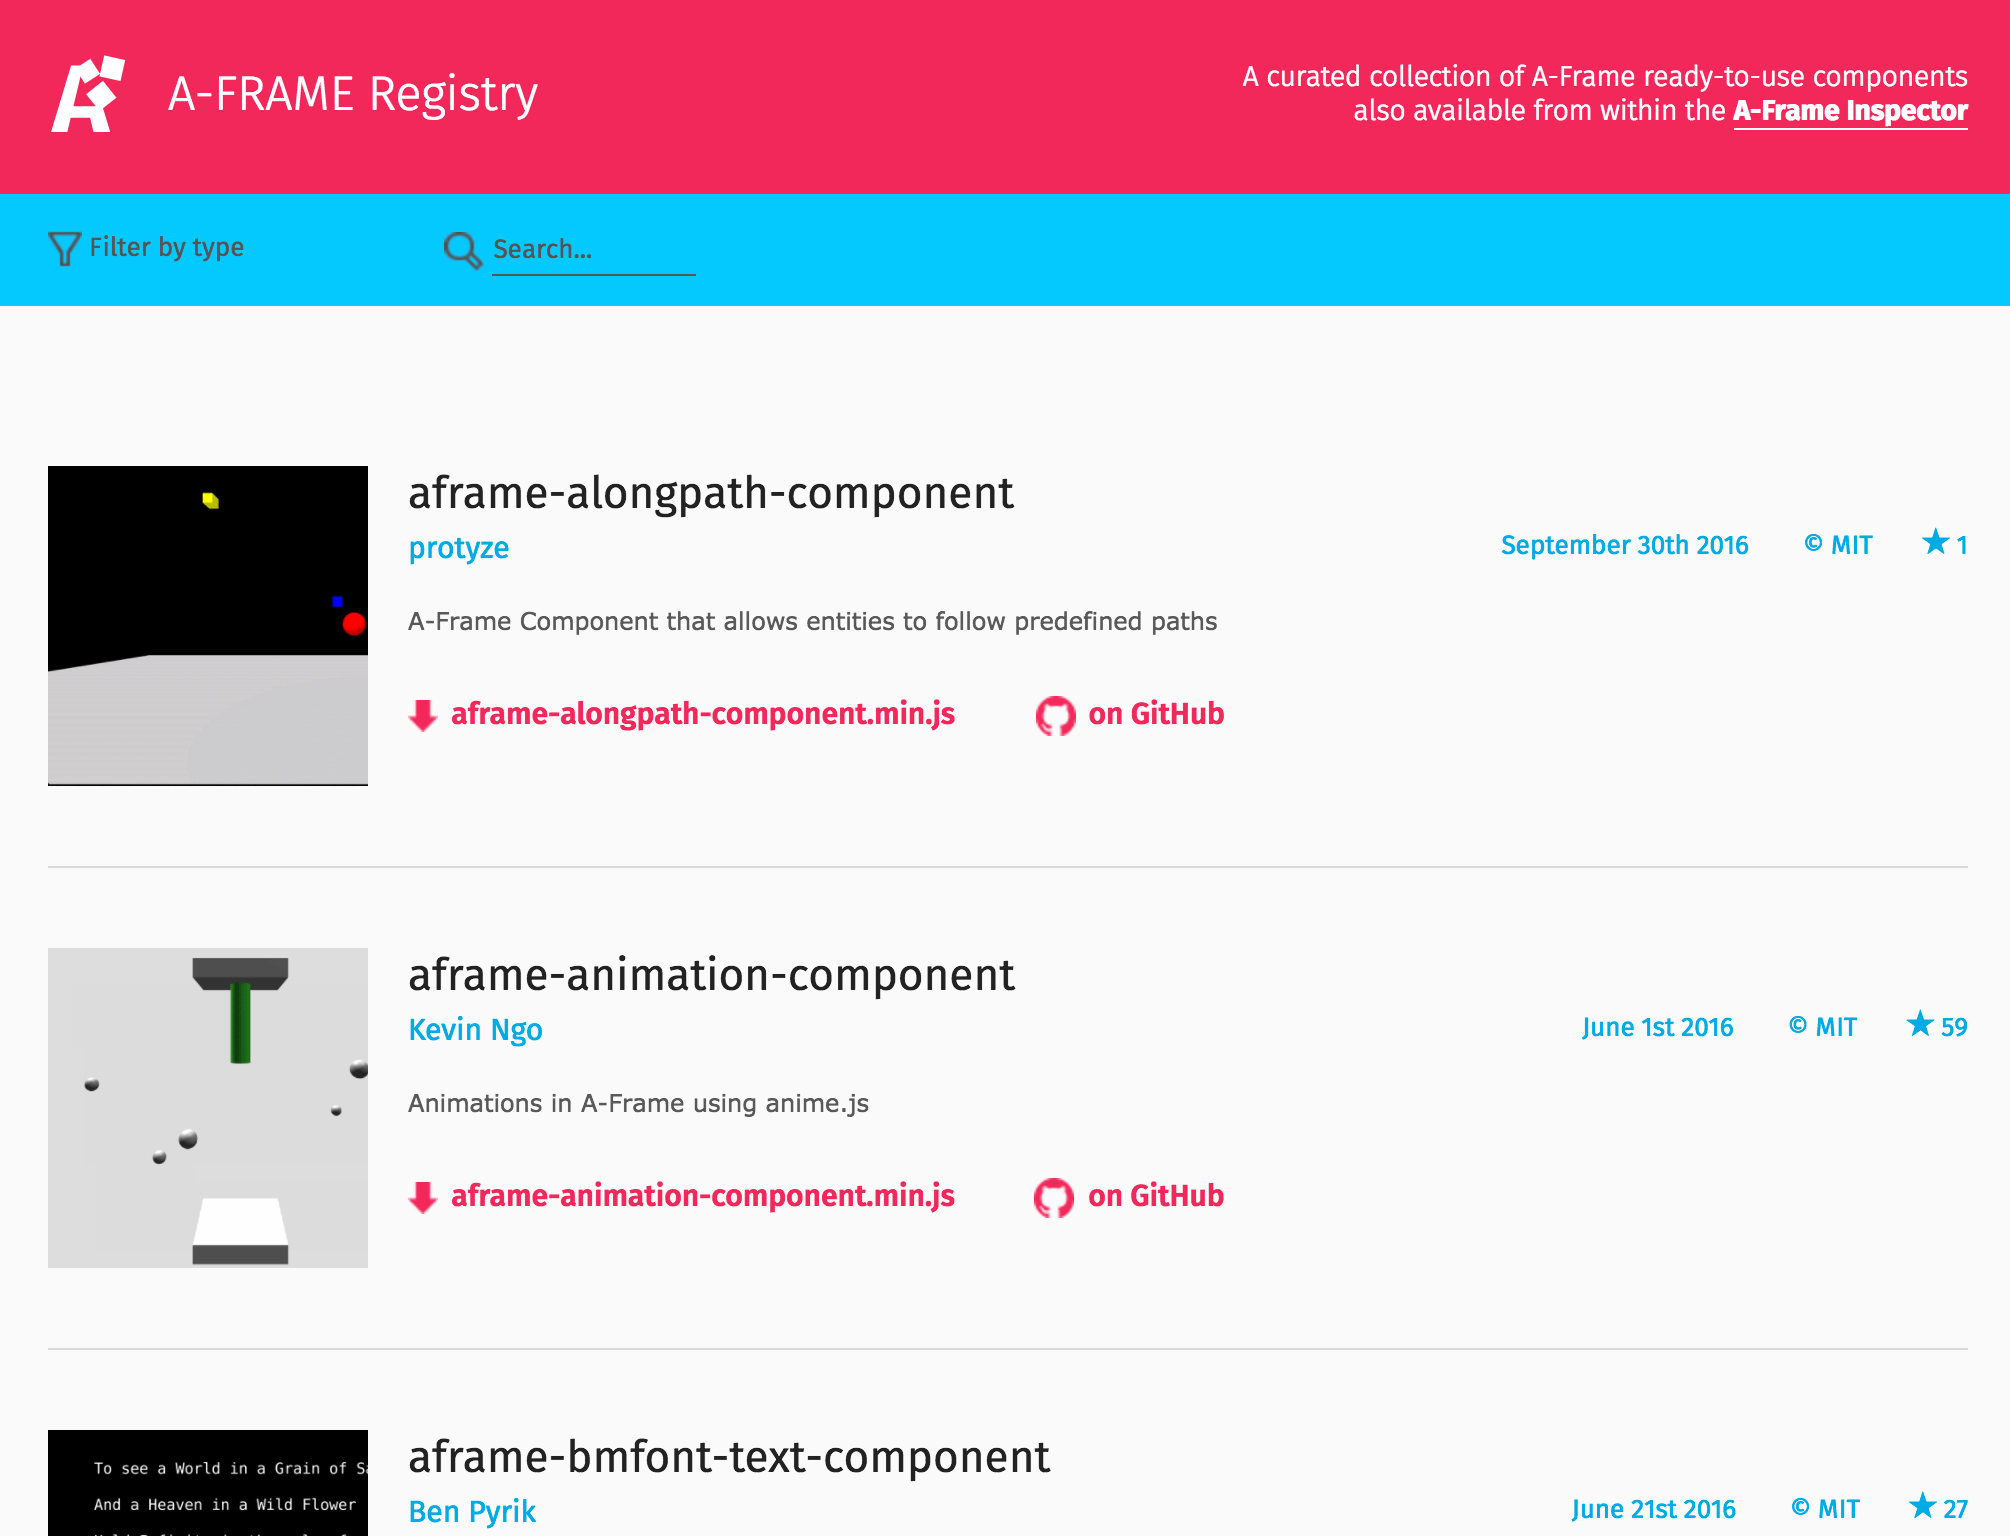 A-FRAME Registry
A curated collection of A-Frame ready-to-use components
also available from within the A-Frame Inspector
Filter by type
Search...
aframe-alongpath-component
protyze
September 30th 2016 © MIT ★ 1
A-Frame Component that allows entities to follow predefined paths
aframe-alongpath-component.min.js
on GitHub
aframe-animation-component
Kevin Ngo
June 1st 2016 © MIT ★ 59
Animations in A-Frame using anime.js
aframe-animation-component.min.js
on GitHub
To see a World in a Grain of
And a Heaven in a Wild Flower
aframe-bmfont-text-component
Ben Pyrik
June 21st 2016 © MIT ★ 27